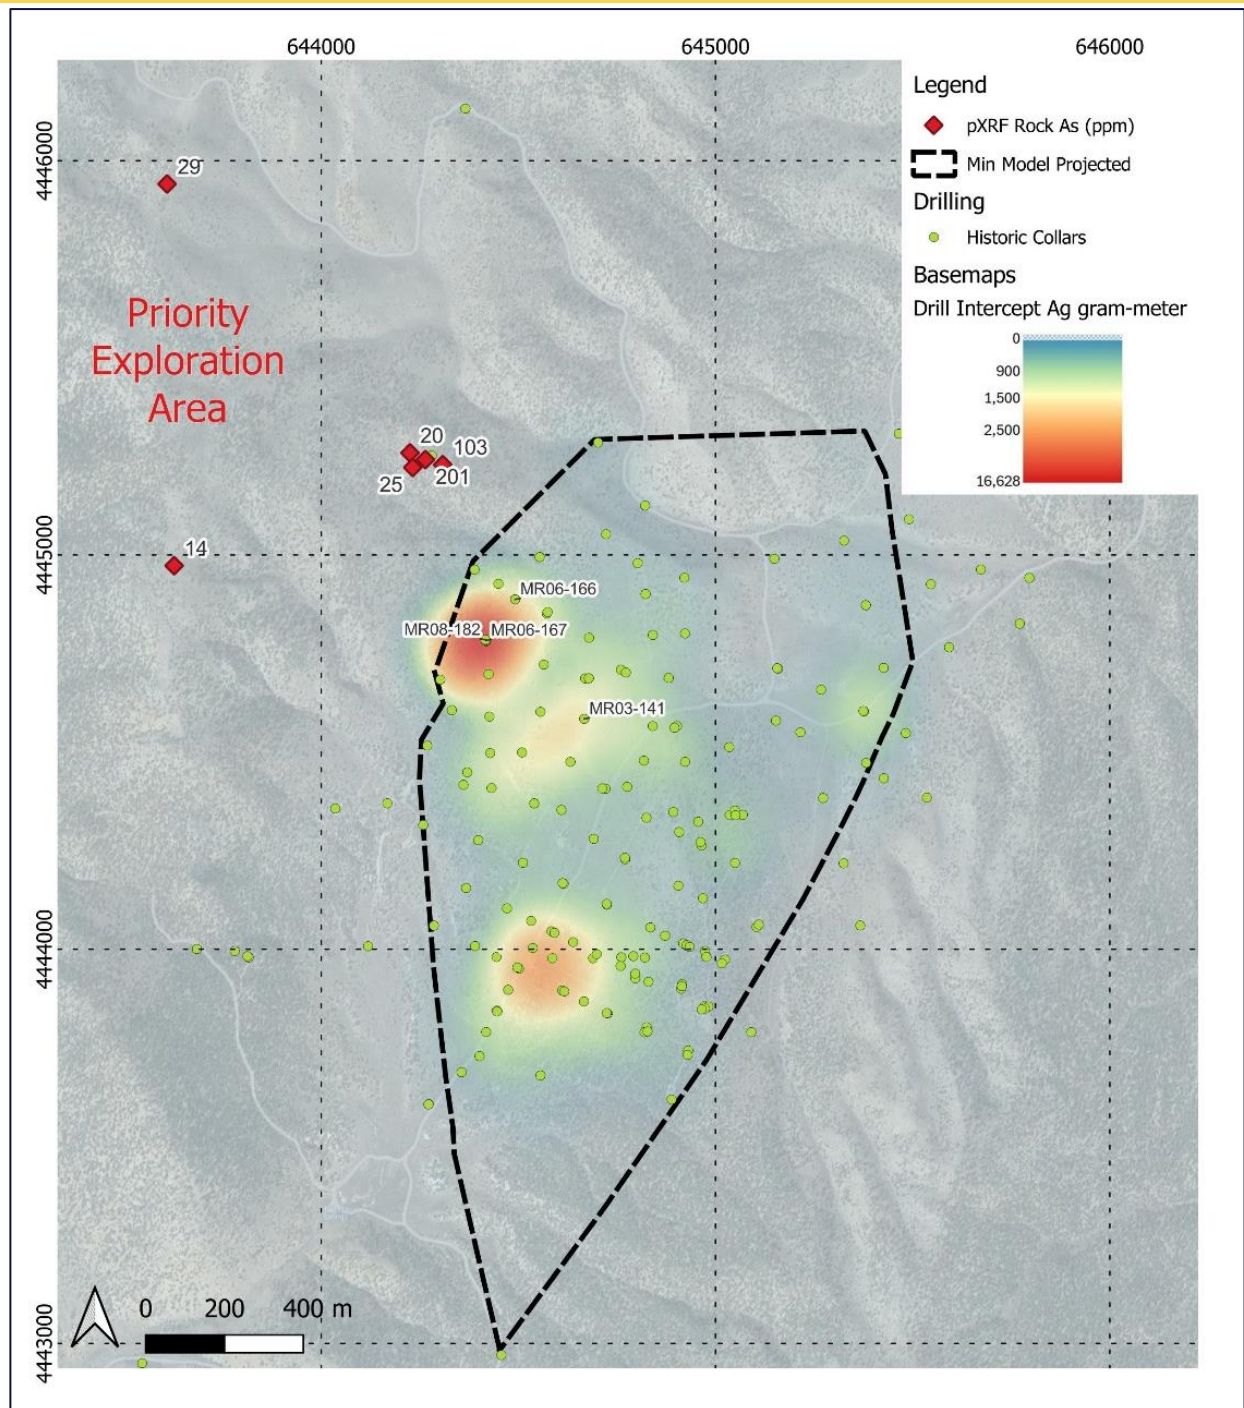 644000
645000
646000
4446000
4445000
4444000
4443000
Legend
pXRF Rock As (ppm)
Min Model Projected
Drilling
Historic Collars
Basemaps
Drill Intercept Ag gram-meter
0
900
1,500
2,500
16,628
29
Priority
Exploration
Area
20
103
25
201
14
MR06-166
MR08-182
MR06-167
MR03-141
0
200
400 m